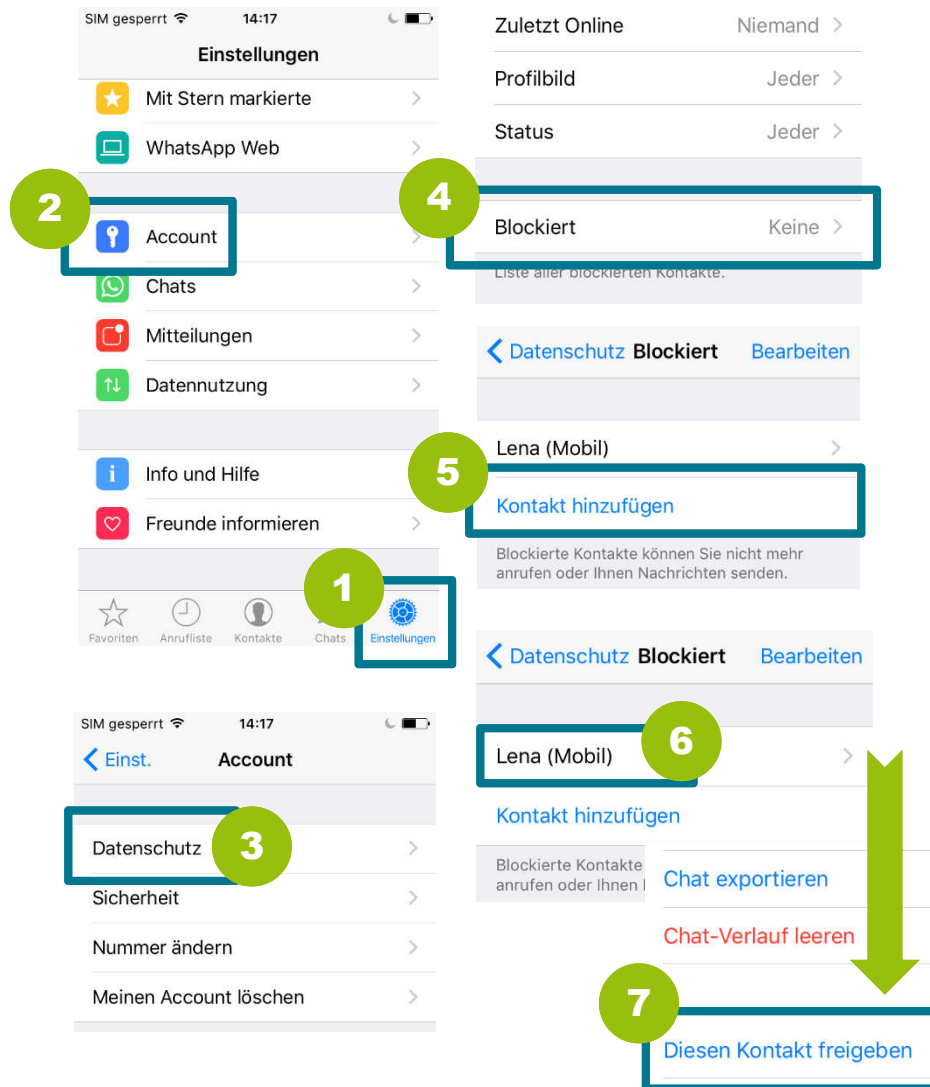 SIM gesperrt 14:17
Einstellungen
Mit Stern markierte
WhatsApp Web
2
Account
Chats
Mitteilungen
Datennutzung
Info und Hilfe
Freunde informieren
1
Favoriten Anrufliste Kontakte Chats Einstellungen
SIM gesperrt 14:17
Einst. Account
3
Datenschutz
Sicherheit
Nummer ändern
Meinen Account löschen
Zuletzt Online Niemand
Profilbild Jeder
Status Jeder
4
Blockiert Keine
Liste aller blockierten Kontakte.
Datenschutz Blockiert Bearbeiten
Lena (Mobil)
5
Kontakt hinzufügen
Blockierte Kontakte können Sie nicht mehr
anrufen oder Ihnen Nachrichten senden.
Datenschutz Blockiert Bearbeiten
6
Lena (Mobil)
Kontakt hinzufügen
Blockierte Kontakte
anrufen oder Ihnen
Chat exportieren
Chat-Verlauf leeren
7
Diesen Kontakt freigeben